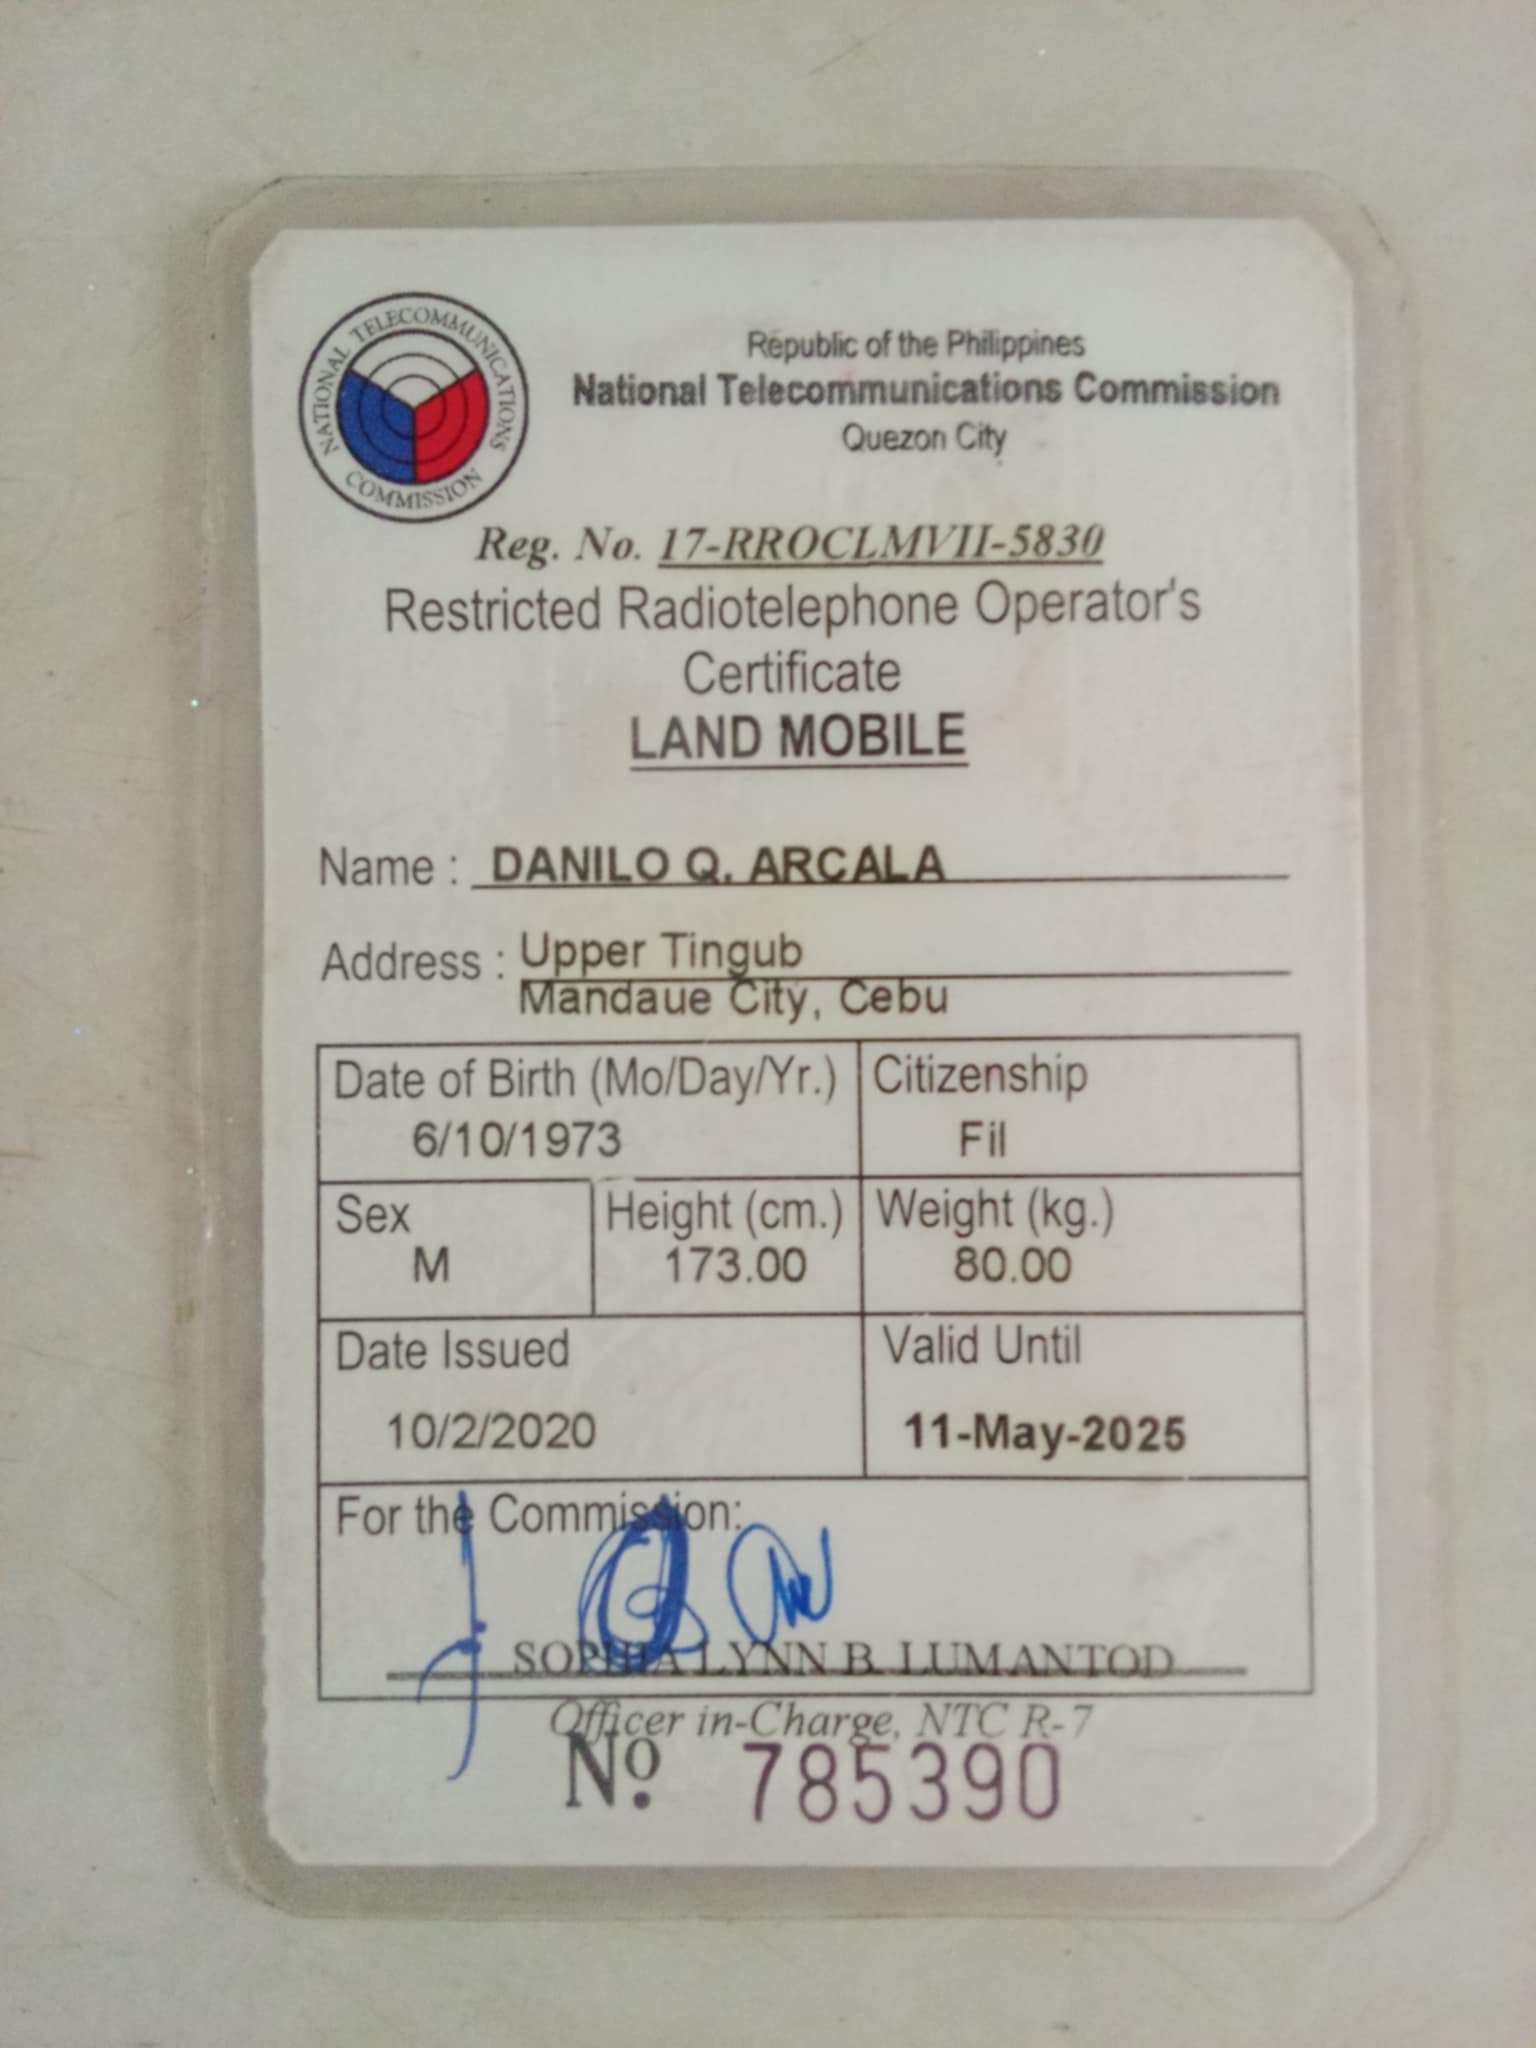 NATIONAL TELECOMMUNICATIONS COMMISSION
Republic of the Philippines
National Telecommunications Commission
Quezon City
Reg. No. 17-RROCLMVII-5830
Restricted Radiotelephone Operator's
Certificate
LAND MOBILE
Name : DANILO Q. ARCALA
Address : Upper Tingub
Mandaue City, Cebu
Date of Birth (Mo/Day/Yr.) Citizenship
6/10/1973 Fil
Sex Height (cm.) Weight (kg.)
M 173.00 80.00
Date Issued Valid Until
10/2/2020 11-May-2025
For the Commission:
SOPHIA LYNN B. LUMANTOD
Officer in-Charge, NTC R-7
Nº. 785390